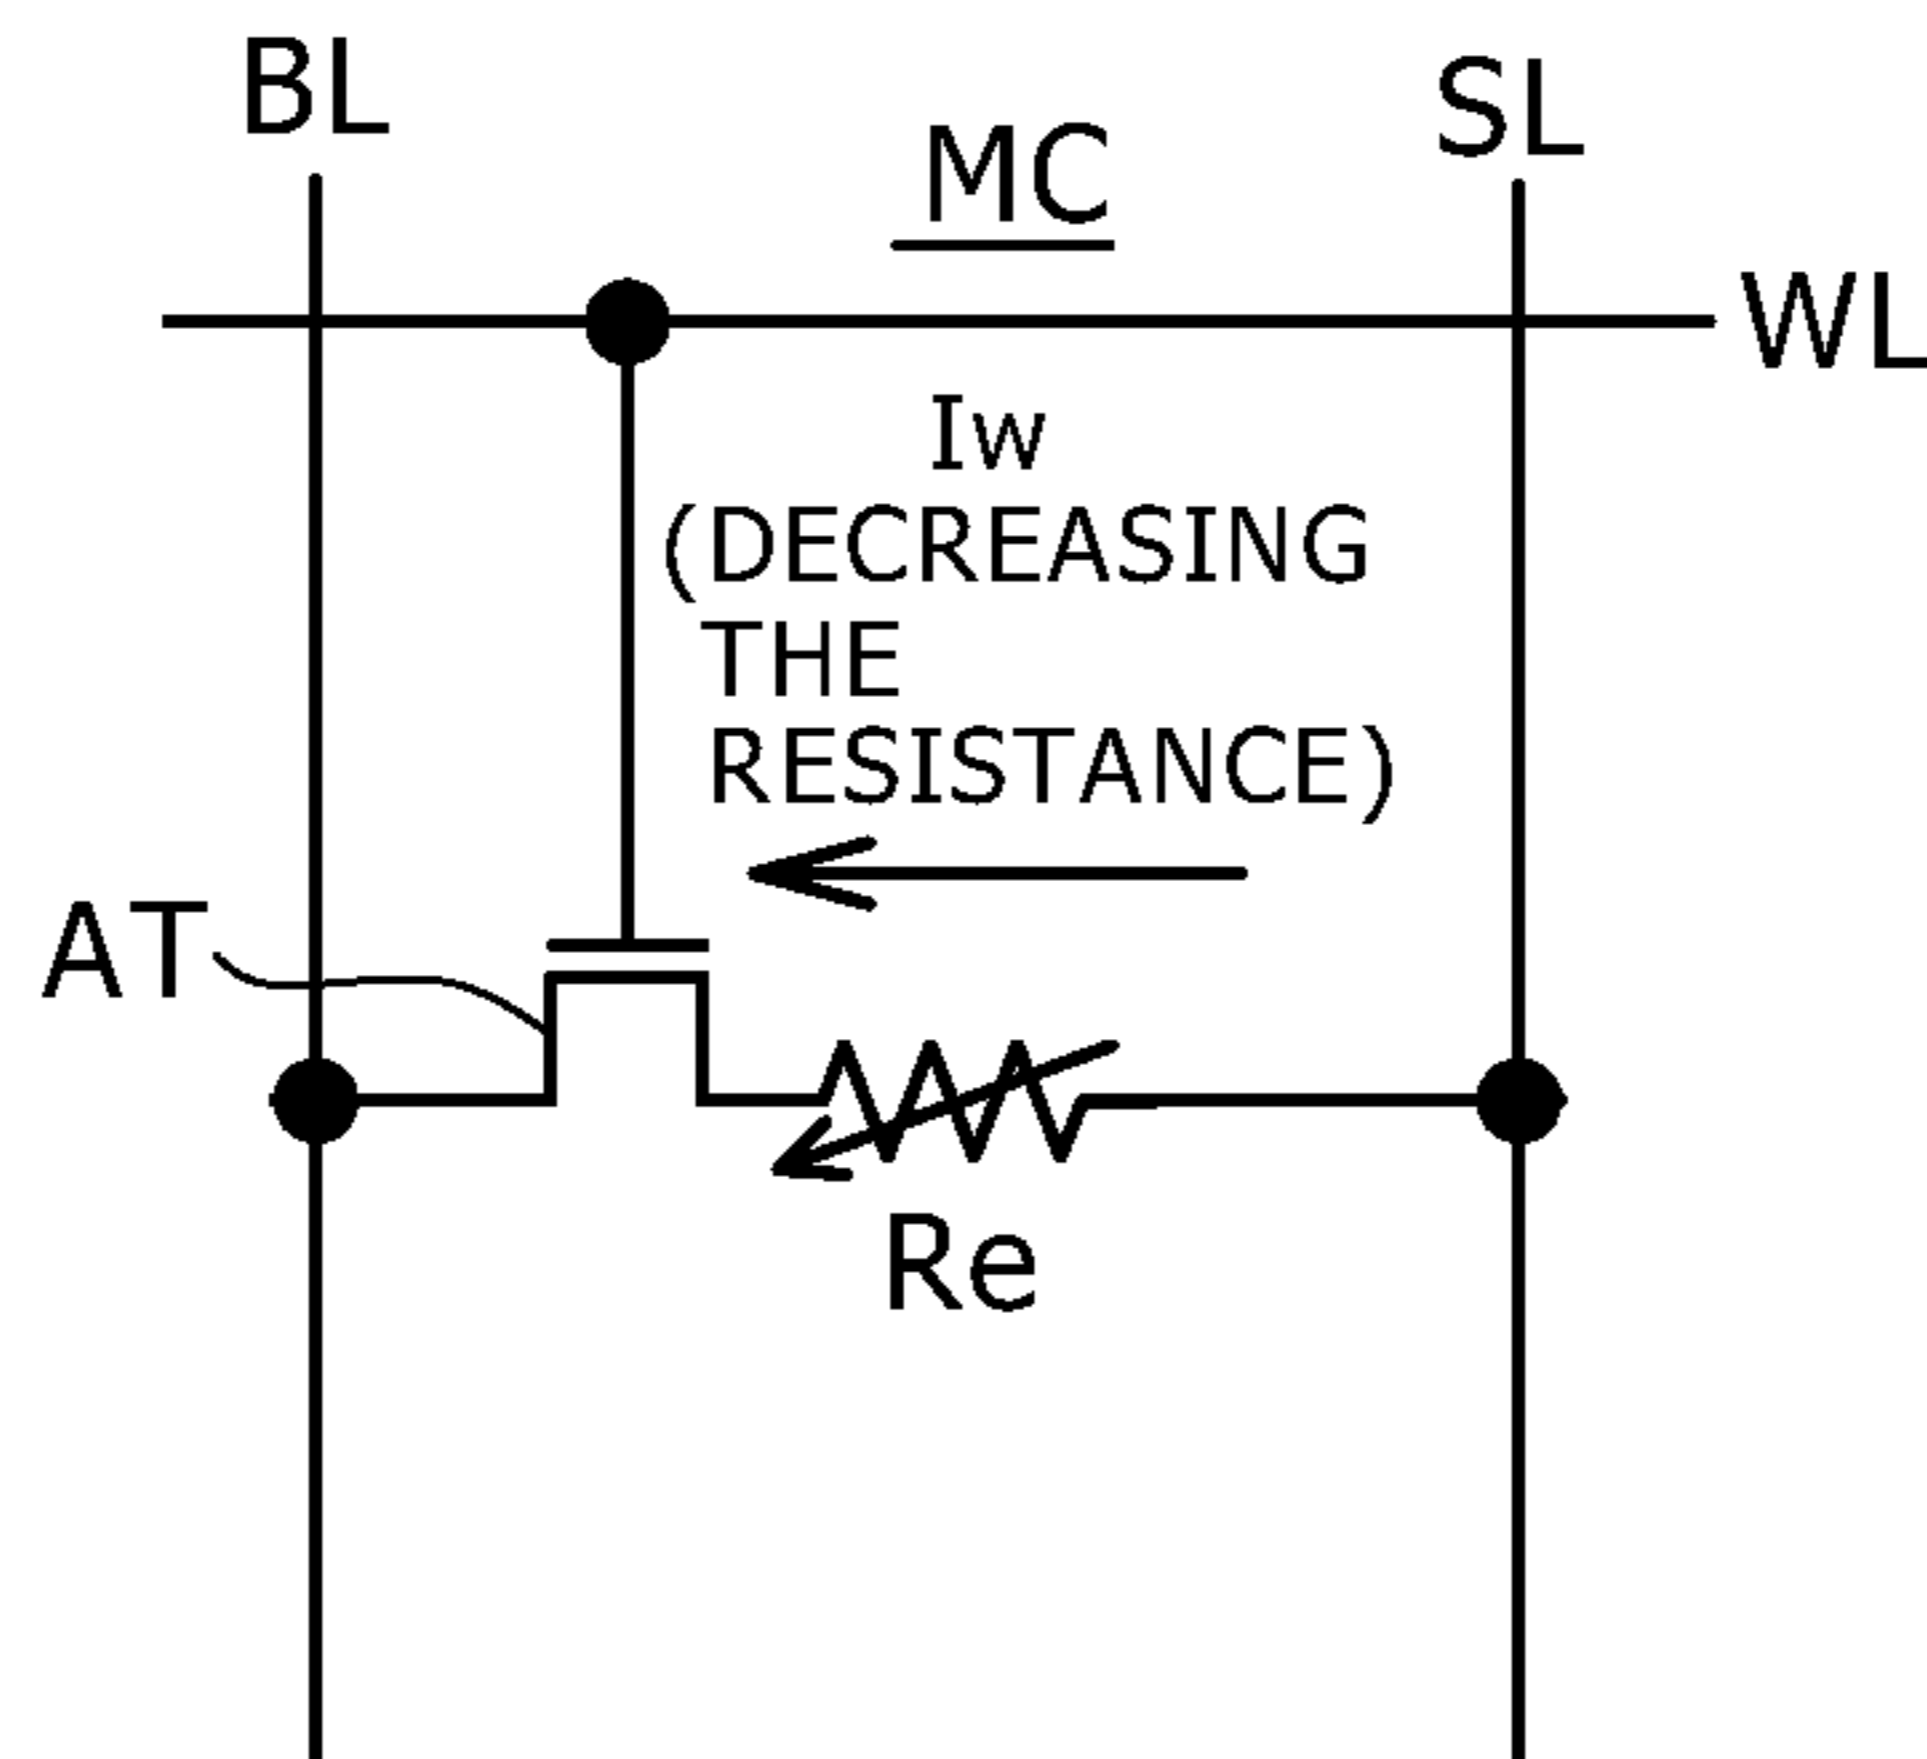 BL
SL
MC
WL
Iw
(DECREASING
THE
RESISTANCE)
AT
Re